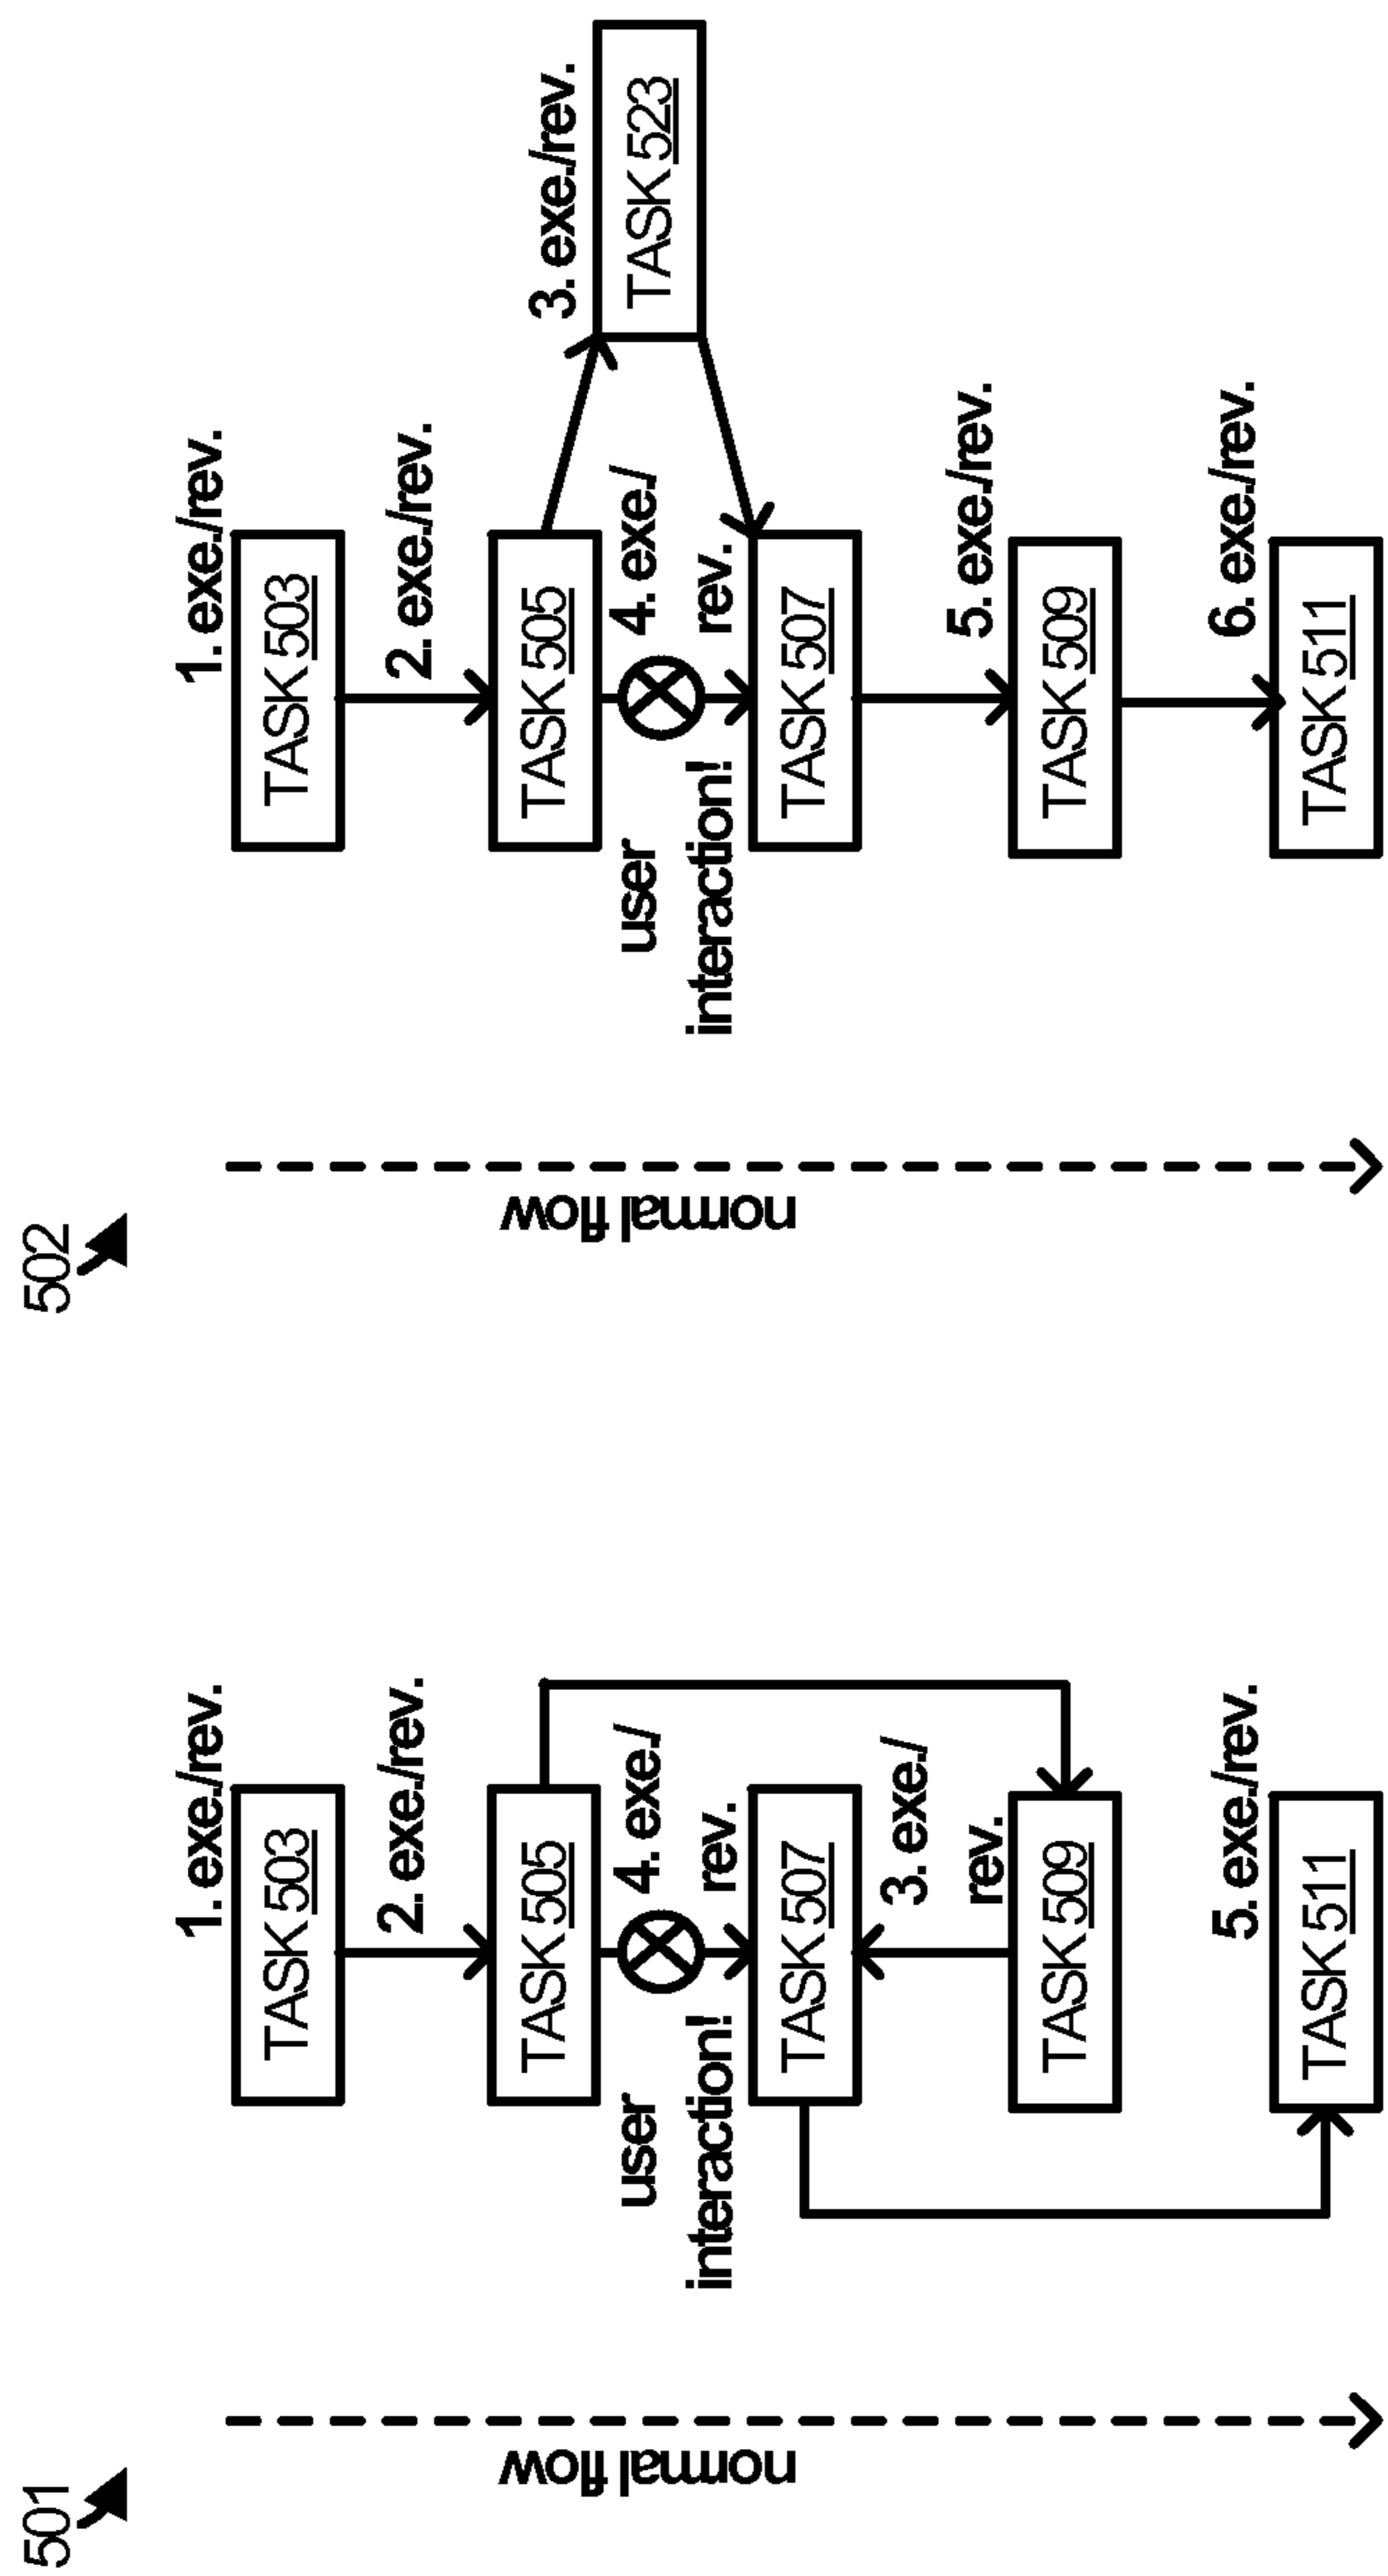 501
normal flow
1. exe./rev.
TASK 503
2. exe./rev.
TASK 505
user
interaction!
4. exe./
rev.
TASK 507
3. exe./
rev.
TASK 509
5. exe./rev.
TASK 511
502
normal flow
1. exe./rev.
TASK 503
2. exe./rev.
TASK 505
3. exe./rev.
TASK 523
user
interaction!
4. exe./
rev.
TASK 507
5. exe./rev.
TASK 509
6. exe./rev.
TASK 511